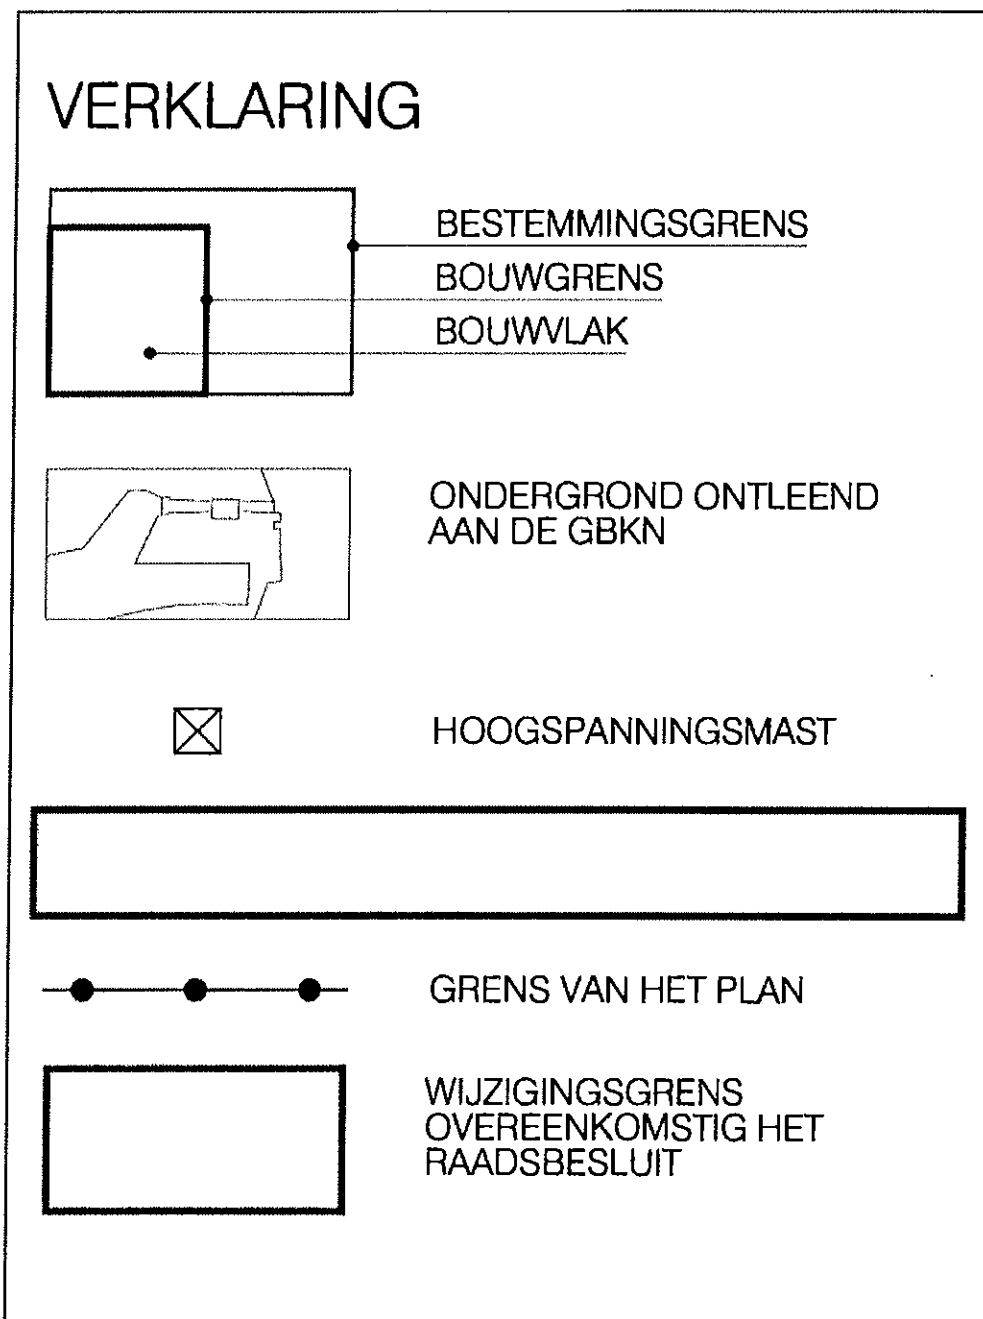 VERKLARING
BESTEMMINGSGRENS
BOUWGRENS
BOUWVLAK
ONDERGROND ONTLEEND
AAN DE GBKN
HOOGSPANNINGSMAST
GRENS VAN HET PLAN
WIJZIGINGSGRENS
OVEREENKOMSTIG HET
RAADSBESLUIT